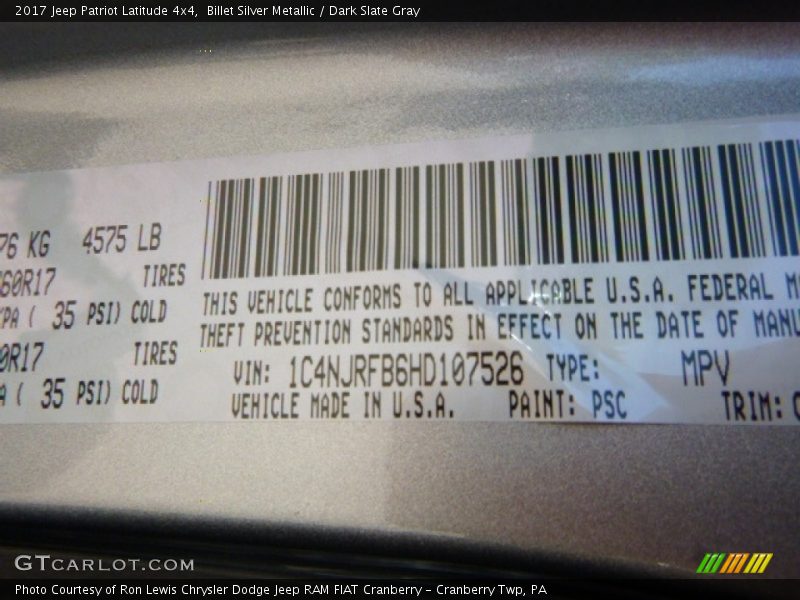 2017 Jeep Patriot Latitude 4x4,  Billet Silver Metallic / Dark Slate Gray
76 KG 4575 LB
60R17 TIRES
KPA ( 35 PSI) COLD
0R17 TIRES
A ( 35 PSI) COLD
THIS VEHICLE CONFORMS TO ALL APPLICABLE U.S.A. FEDERAL M
THEFT PREVENTION STANDARDS IN EFFECT ON THE DATE OF MANU
VIN: 1C4NJRFB6HD107526 TYPE: MPV
VEHICLE MADE IN U.S.A. PAINT: PSC TRIM:
GTCARLOT.COM
Photo Courtesy of Ron Lewis Chrysler Dodge Jeep RAM FIAT Cranberry - Cranberry Twp, PA